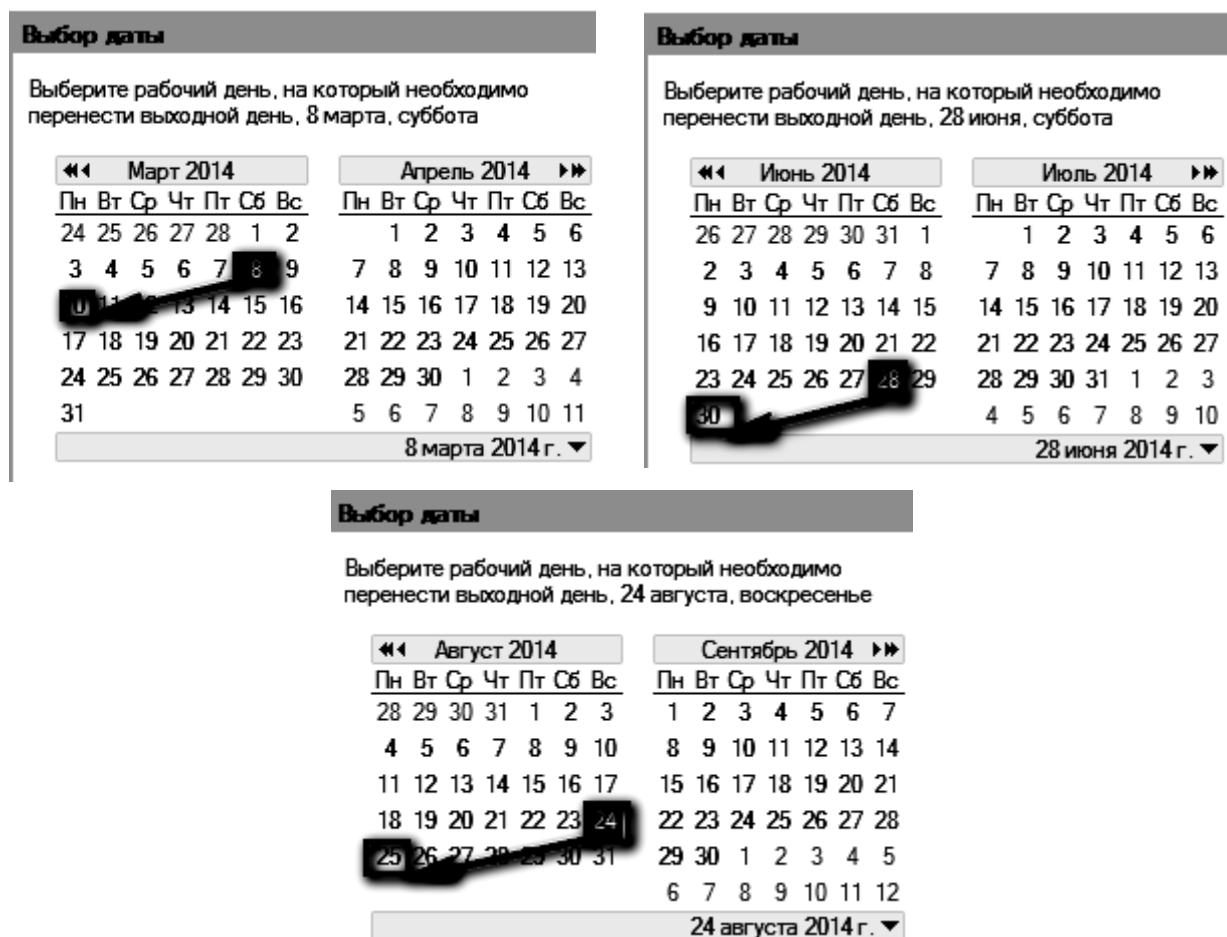 Выбор даты
Выберите рабочий день, на который необходимо
перенести выходной день, 8 марта, суббота
Март 2014
Пн Вт Ср Чт Пт Сб Вс
24 25 26 27 28 1 2
3 4 5 6 7 8 9
13 14 15 16
17 18 19 20 21 22 23
24 25 26 27 28 29 30
31
Апрель 2014
Пн Вт Ср Чт Пт Сб Вс
1 2 3 4 5 6
7 8 9 10 11 12 13
14 15 16 17 18 19 20
21 22 23 24 25 26 27
28 29 30 1 2 3 4
5 6 7 8 9 10 11
8 марта 2014 г.
Выбор даты
Выберите рабочий день, на который необходимо
перенести выходной день, 28 июня, суббота
Июнь 2014
Пн Вт Ср Чт Пт Сб Вс
26 27 28 29 30 31 1
2 3 4 5 6 7 8
9 10 11 12 13 14 15
16 17 18 19 20 21 22
23 24 25 26 27 28 29
30
Июль 2014
Пн Вт Ср Чт Пт Сб Вс
1 2 3 4 5 6
7 8 9 10 11 12 13
14 15 16 17 18 19 20
21 22 23 24 25 26 27
28 29 30 31 1 2 3
4 5 6 7 8 9 10
28 июня 2014 г.
Выбор даты
Выберите рабочий день, на который необходимо
перенести выходной день, 24 августа, воскресенье
Август 2014
Пн Вт Ср Чт Пт Сб Вс
28 29 30 31 1 2 3
4 5 6 7 8 9 10
11 12 13 14 15 16 17
18 19 20 21 22 23 24
25 26 27 28 29 30 31
Сентябрь 2014
Пн Вт Ср Чт Пт Сб Вс
1 2 3 4 5 6 7
8 9 10 11 12 13 14
15 16 17 18 19 20 21
22 23 24 25 26 27 28
29 30 1 2 3 4 5
6 7 8 9 10 11 12
24 августа 2014 г.